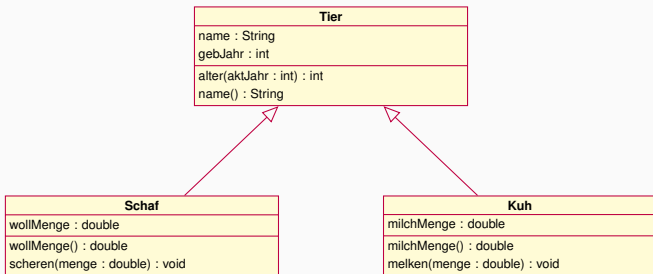 Tier
name : String
gebJahr : int
alter(aktJahr : int) : int
name() : String
Schaf
wollMenge : double
wollMenge() : double
scheren(menge : double) : void
Kuh
milchMenge : double
milchMenge() : double
melken(menge : double) : void